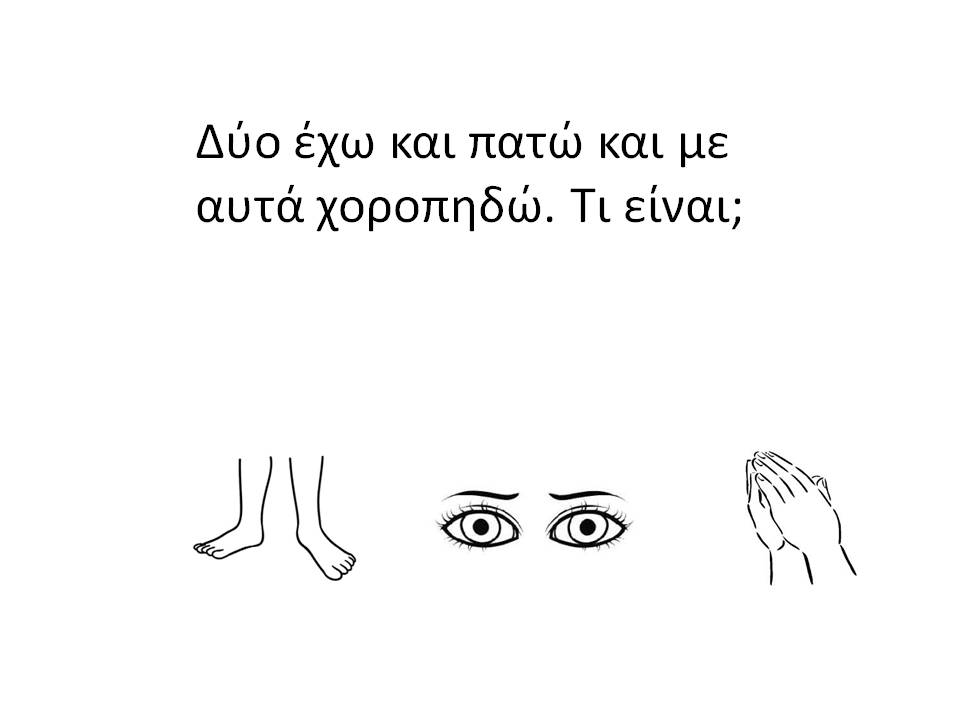 Δύο έχω και πατώ και με
αυτά χοροπηδώ. Τι είναι;